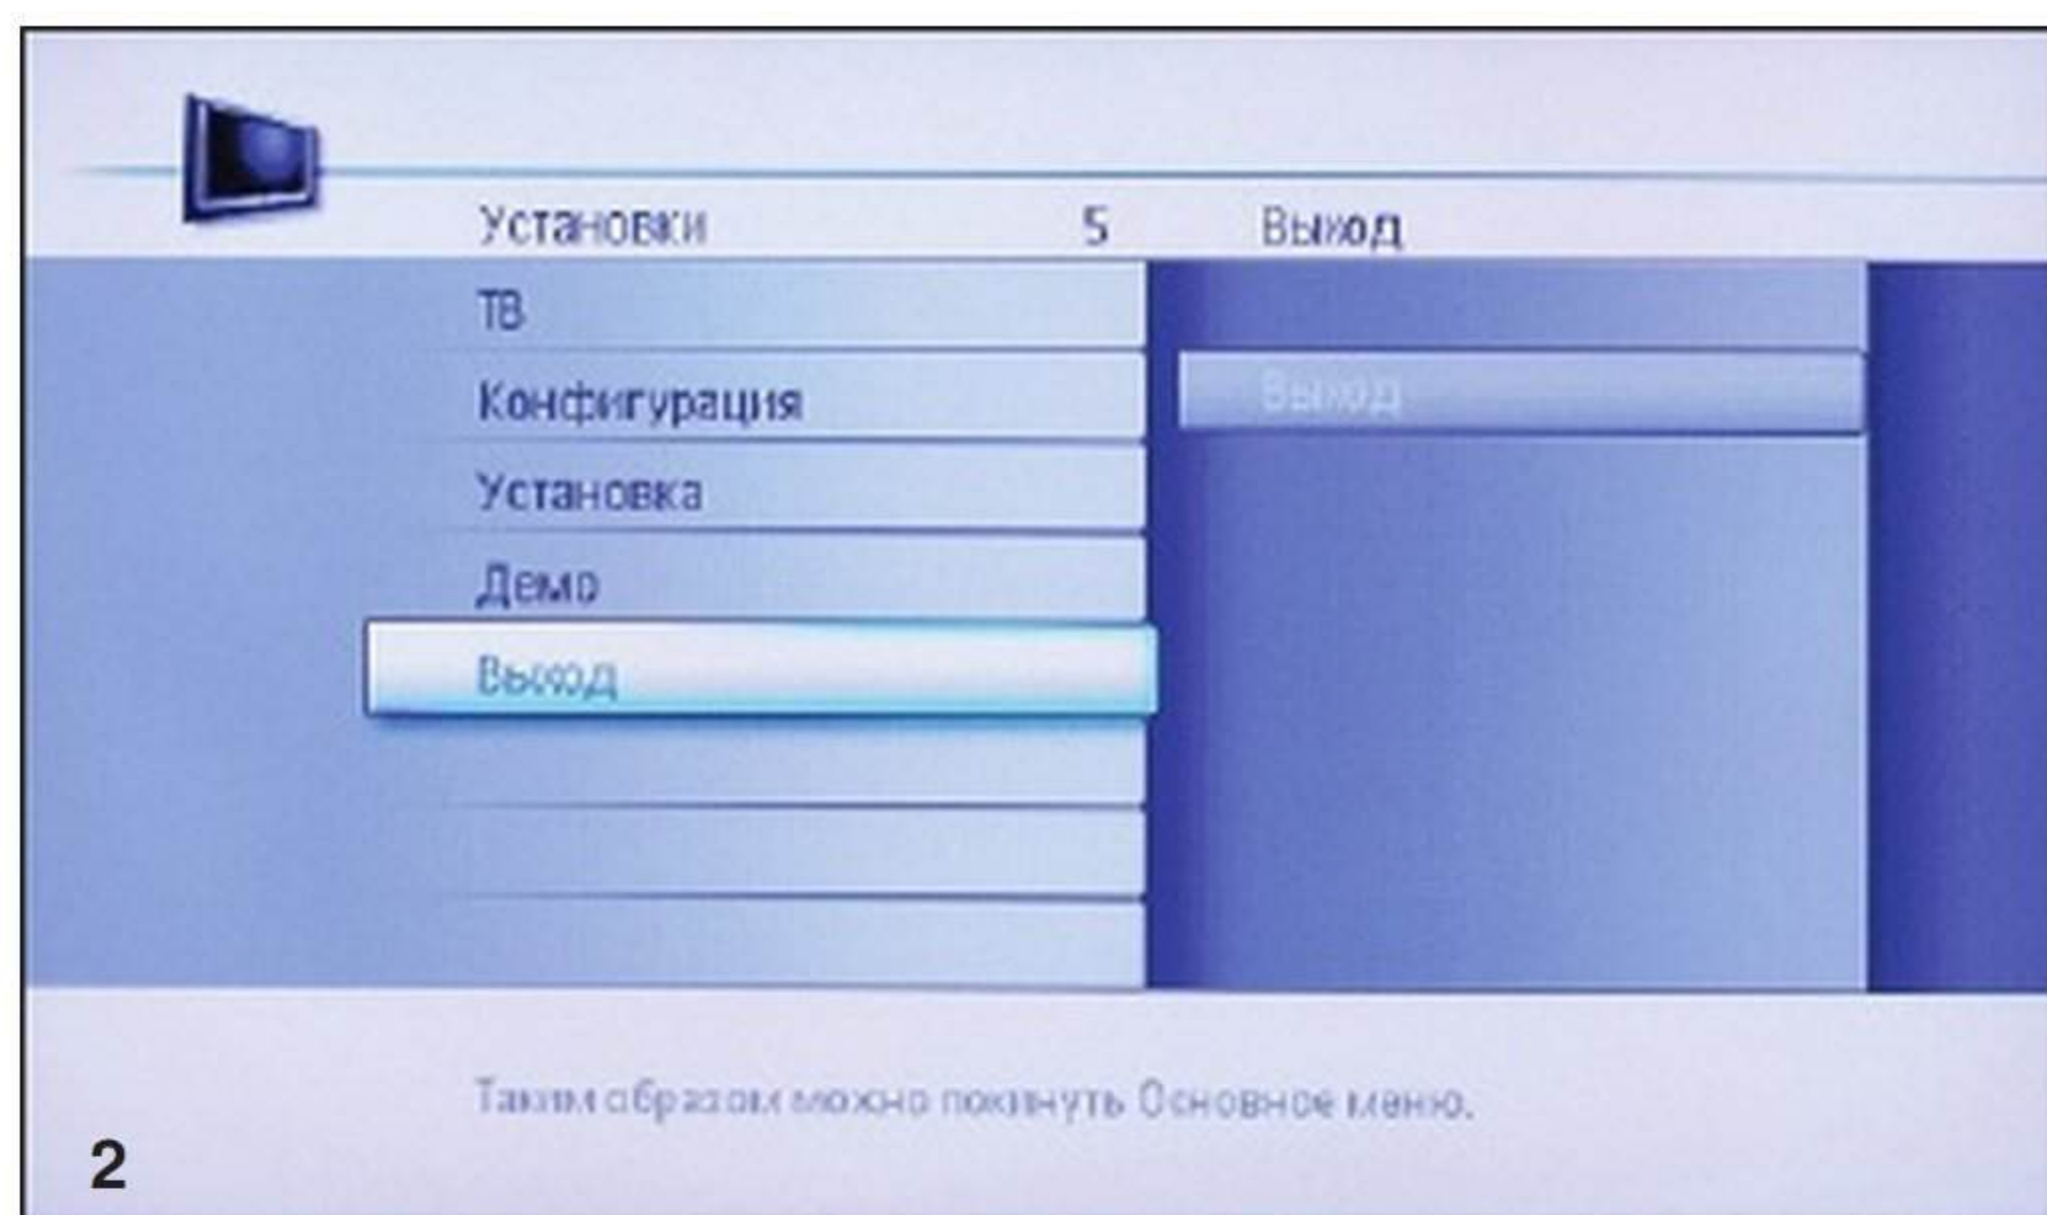 Установки 5 Выход
ТВ
Конфигурация Выход
Установка
Демо
Выход
Таким образом можно покинуть Основное меню.
2